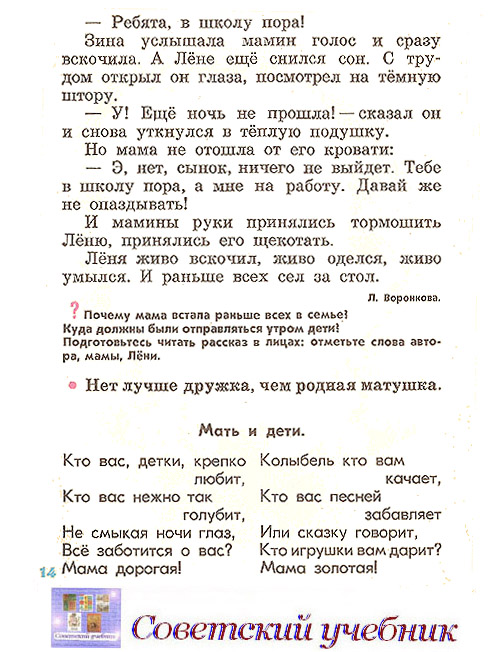 — Ребята, в школу пора!
Зина услышала мамин голос и сразу
вскочила. А Лёне ещё снился сон. С тру-
дом открыл он глаза, посмотрел на тёмную
штору.
— У! Ещё ночь не прошла! — сказал он
и снова уткнулся в тёплую подушку.
Но мама не отошла от его кровати:
— Э, нет, сынок, ничего не выйдет. Тебе
в школу пора, а мне на работу. Давай же
не опаздывать!
И мамины руки принялись тормошить
Лёню, принялись его щекотать.
Лёня живо вскочил, живо оделся, живо
умылся. И раньше всех сел за стол.
Л. Воронкова.
? Почему мама встала раньше всех в семье?
Куда должны были отправляться утром дети?
Подготовьтесь читать рассказ в лицах: отметьте слова авто-
ра, мамы, Лёни.
• Нет лучше дружка, чем родная матушка.
Мать и дети.
Кто вас, детки, крепко
любит,
Кто вас нежно так
голубит,
Не смыкая ночи глаз,
Всё заботится о вас?
Мама дорогая!
Колыбель кто вам
качает,
Кто вас песней
забавляет
Или сказку говорит,
Кто игрушки вам дарит?
Мама золотая!
14
Советский учебник
Советский учебник